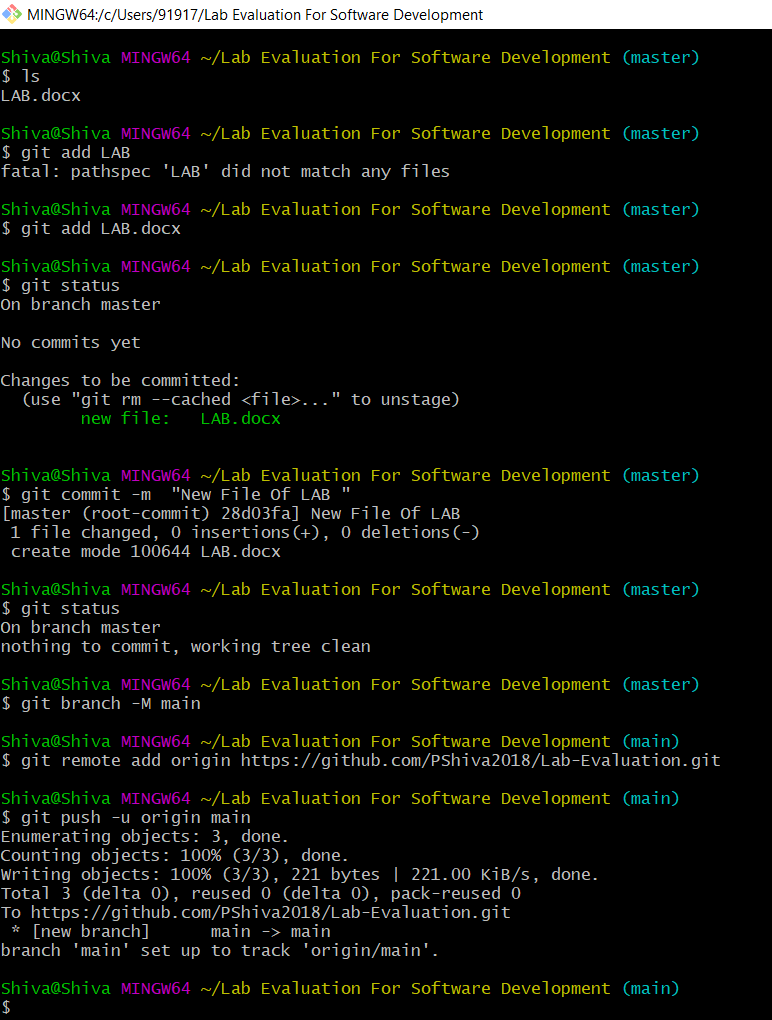 MINGW64:/c/Users/91917/Lab Evaluation For Software Development
Shiva@Shiva MINGW64 ~/Lab Evaluation For Software Development (master)
$ ls
LAB.docx
Shiva@Shiva MINGW64 ~/Lab Evaluation For Software Development (master)
$ git add LAB
fatal: pathspec 'LAB' did not match any files
Shiva@Shiva MINGW64 ~/Lab Evaluation For Software Development (master)
$ git add LAB.docx
Shiva@Shiva MINGW64 ~/Lab Evaluation For Software Development (master)
$ git status
On branch master
No commits yet
Changes to be committed:
  (use "git rm --cached <file>..." to unstage)
        new file:   LAB.docx
Shiva@Shiva MINGW64 ~/Lab Evaluation For Software Development (master)
$ git commit -m  "New File Of LAB "
[master (root-commit) 28d03fa] New File Of LAB
 1 file changed, 0 insertions(+), 0 deletions(-)
 create mode 100644 LAB.docx
Shiva@Shiva MINGW64 ~/Lab Evaluation For Software Development (master)
$ git status
On branch master
nothing to commit, working tree clean
Shiva@Shiva MINGW64 ~/Lab Evaluation For Software Development (master)
$ git branch -M main
Shiva@Shiva MINGW64 ~/Lab Evaluation For Software Development (main)
$ git remote add origin https://github.com/PShiva2018/Lab-Evaluation.git
Shiva@Shiva MINGW64 ~/Lab Evaluation For Software Development (main)
$ git push -u origin main
Enumerating objects: 3, done.
Counting objects: 100% (3/3), done.
Writing objects: 100% (3/3), 221 bytes | 221.00 KiB/s, done.
Total 3 (delta 0), reused 0 (delta 0), pack-reused 0
To https://github.com/PShiva2018/Lab-Evaluation.git
 * [new branch]      main -> main
branch 'main' set up to track 'origin/main'.
Shiva@Shiva MINGW64 ~/Lab Evaluation For Software Development (main)
$